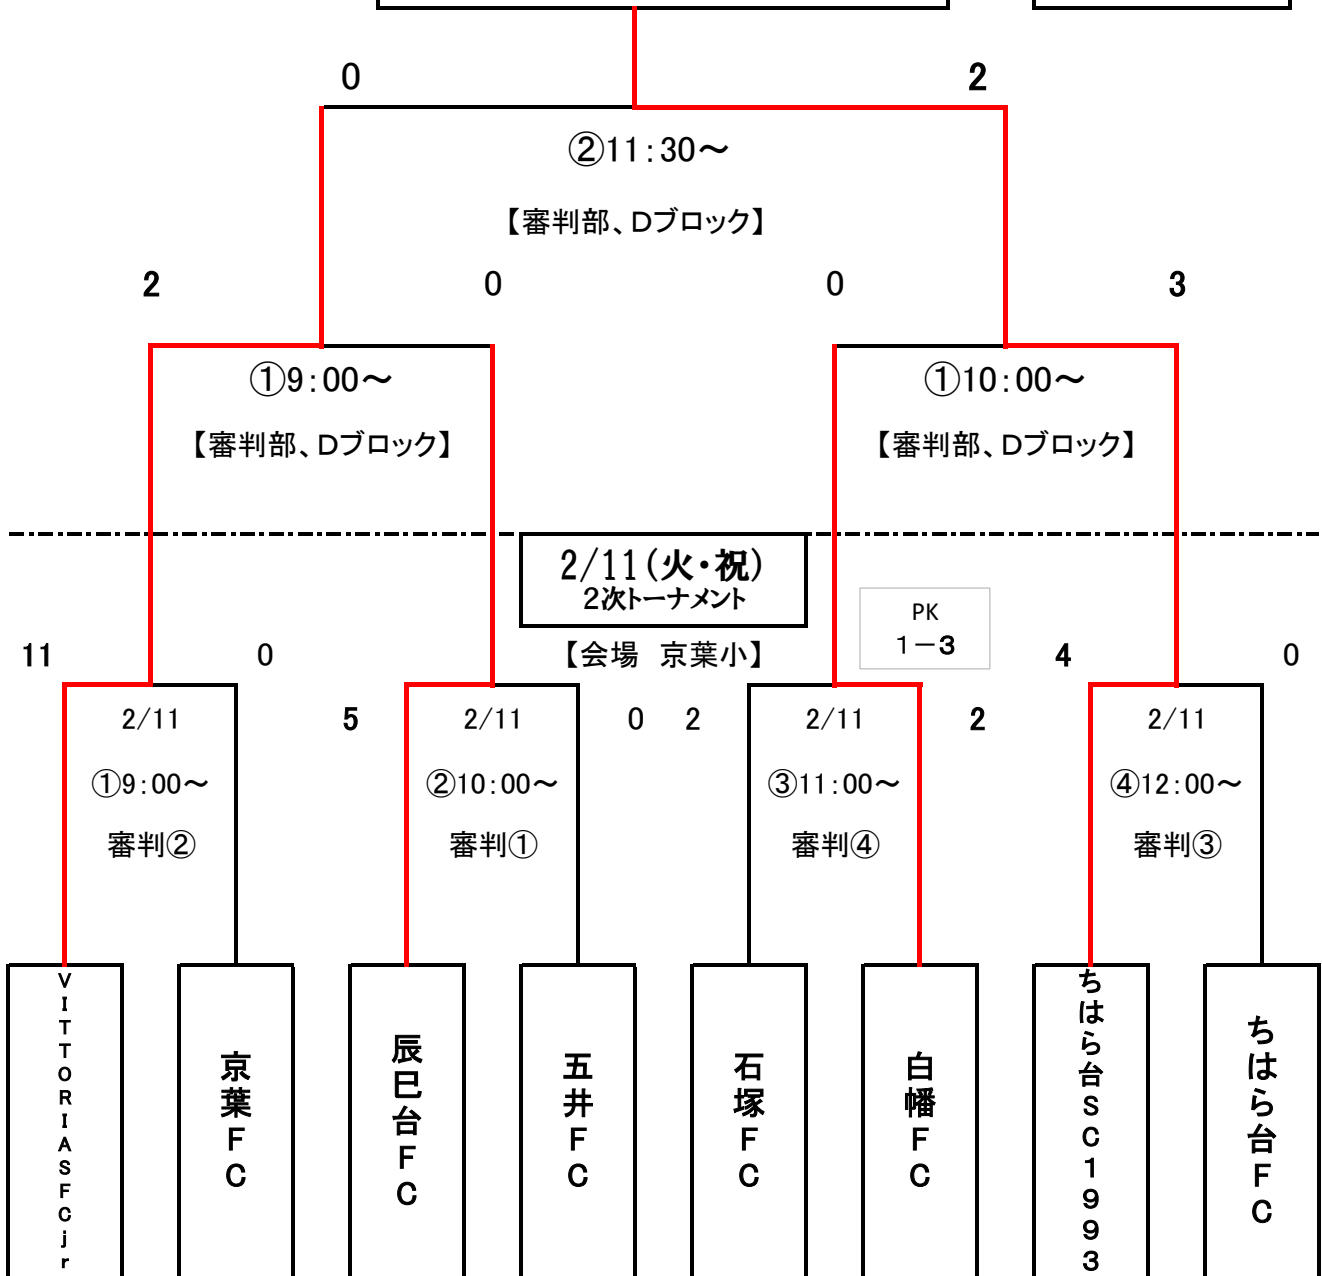 0
2
②11:30～
【審判部、Dブロック】
2
0
0
3
①9:00～
①10:00～
【審判部、Dブロック】
【審判部、Dブロック】
2/11(火・祝)
2次トーナメント
【会場 京葉小】
PK
1－3
11
0
4
0
5
0
2
2
2/11
2/11
2/11
2/11
①9:00～
②10:00～
③11:00～
④12:00～
審判②
審判①
審判④
審判③
VITTORIASFCjr
京葉FC
辰巳台FC
五井FC
石塚FC
白幡FC
ちはら台SC1993
ちはら台FC